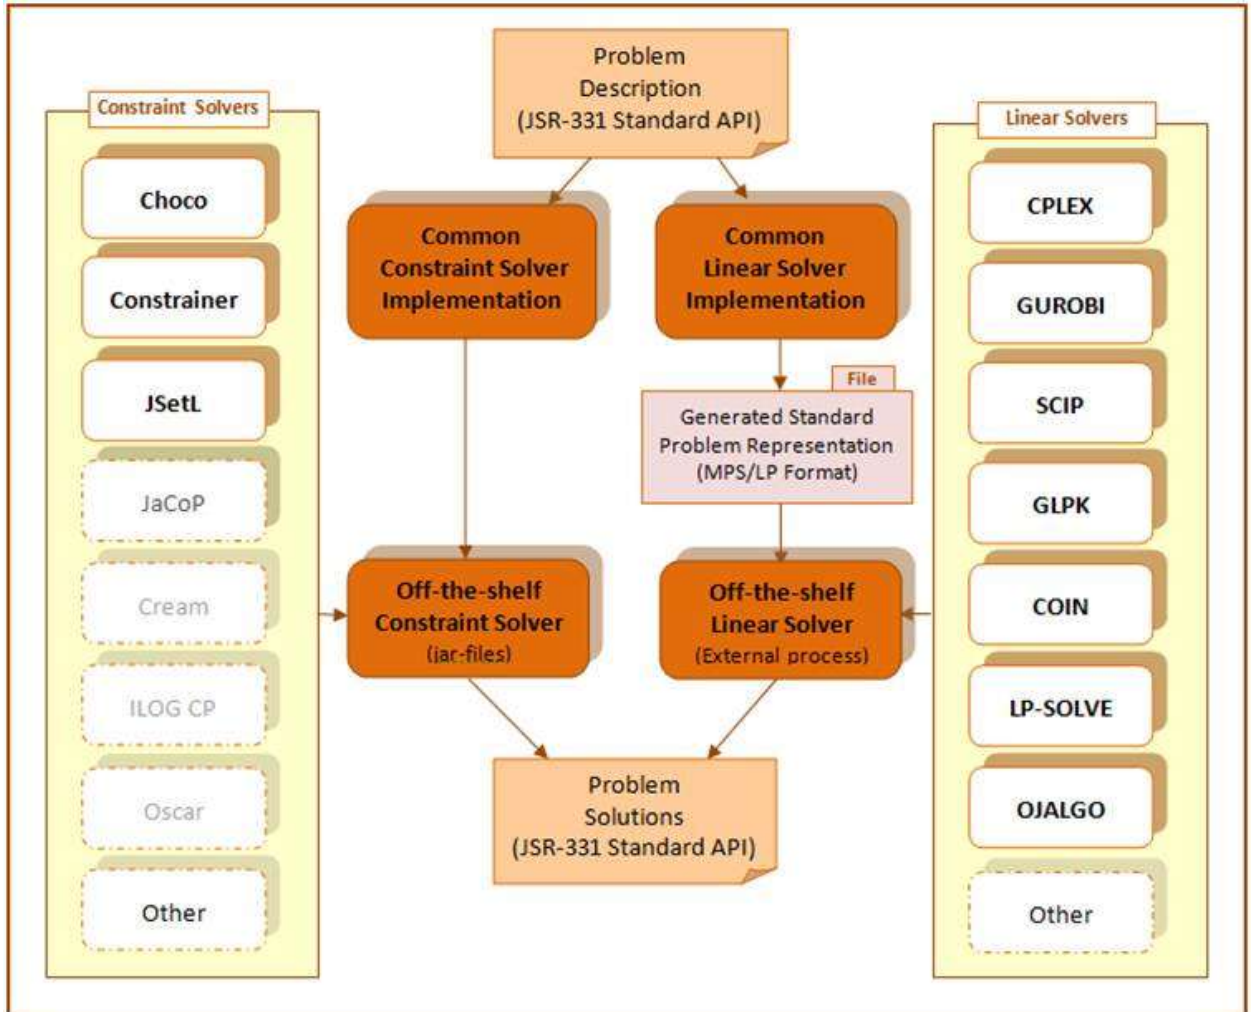 Problem
Description
(JSR-331 Standard API)
Constraint Solvers
Choco
Constrainer
JSetL
JaCoP
Cream
ILOG CP
Oscar
Other
Common
Constraint Solver
Implementation
Common
Linear Solver
Implementation
File
Generated Standard
Problem Representation
(MPS/LP Format)
Off-the-shelf
Constraint Solver
(jar-files)
Off-the-shelf
Linear Solver
(External process)
Problem
Solutions
(JSR-331 Standard API)
Linear Solvers
CPLEX
GUROBI
SCIP
GLPK
COIN
LP-SOLVE
OJALGO
Other